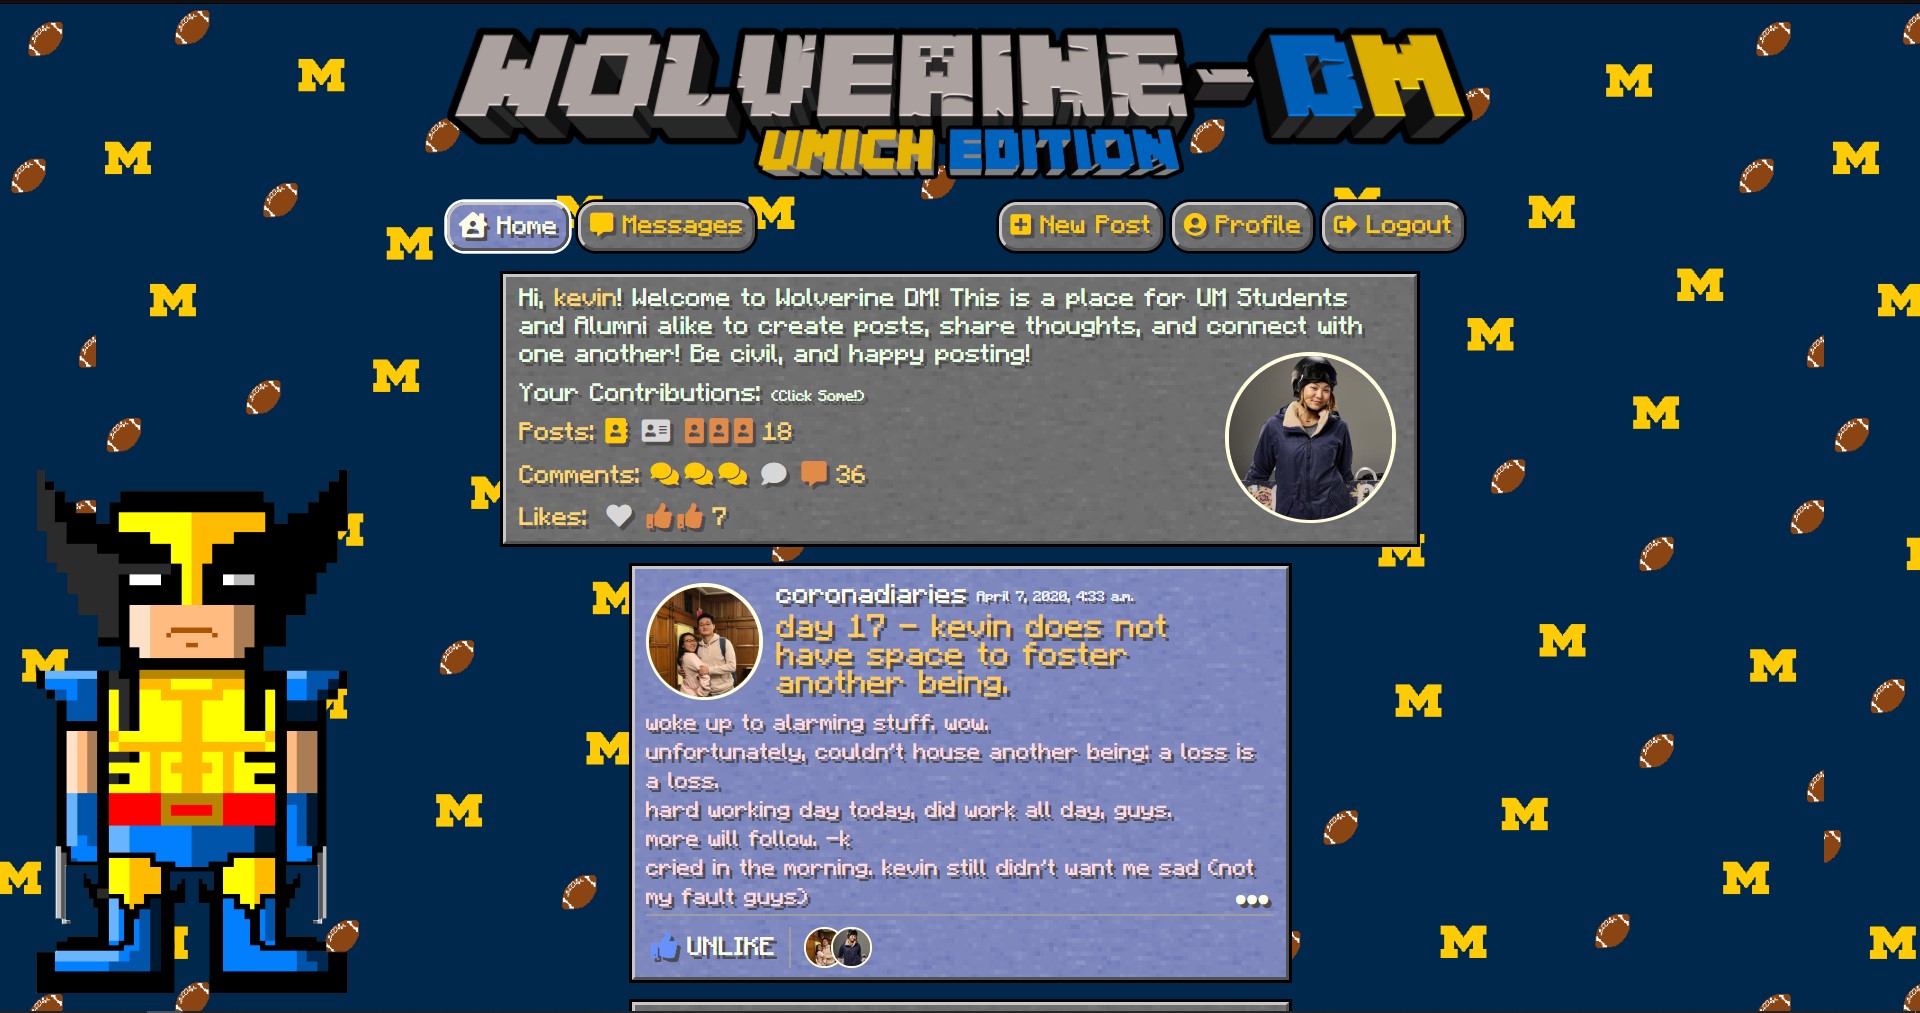 WOLVERINE-DM
UMICH EDITION
Home Messages New Post Profile Logout
Hi, kevin! Welcome to Wolverine DM! This is a place for UM Students
and Alumni alike to create posts, share thoughts, and connect with
one another! Be civil, and happy posting!
Your Contributions: (Click Some!)
Posts: 18
Comments: 36
Likes: 7
coronadiaries April 7, 2020, 4:33 a.m.
day 17 - kevin does not
have space to foster
another being.
woke up to alarming stuff. wow.
unfortunately, couldn't house another being; a loss is
a loss.
hard working day today, did work all day, guys.
more will follow. -k
cried in the morning. kevin still didn't want me sad (not
my fault guys)
UNLIKE